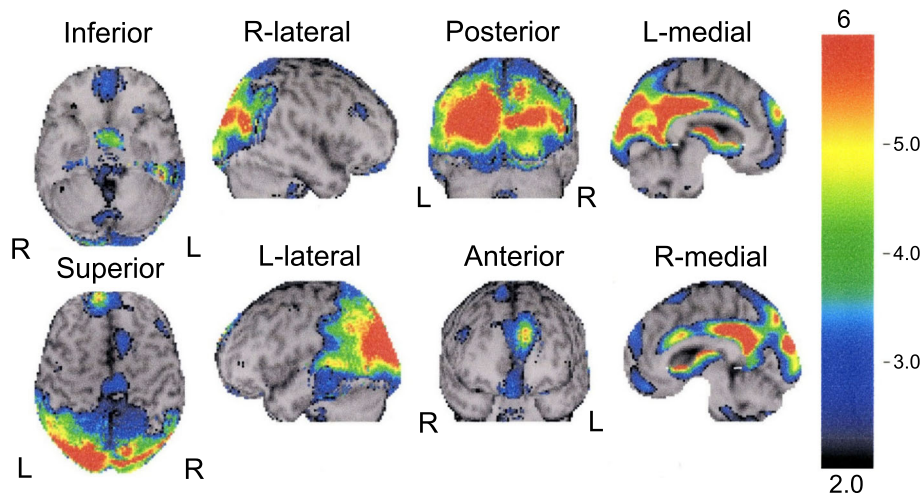 Inferior
R-lateral
Posterior
L-medial
6
5.0
4.0
3.0
2.0
L
R
R
L
Superior
L-lateral
Anterior
R-medial
R
L
L
R